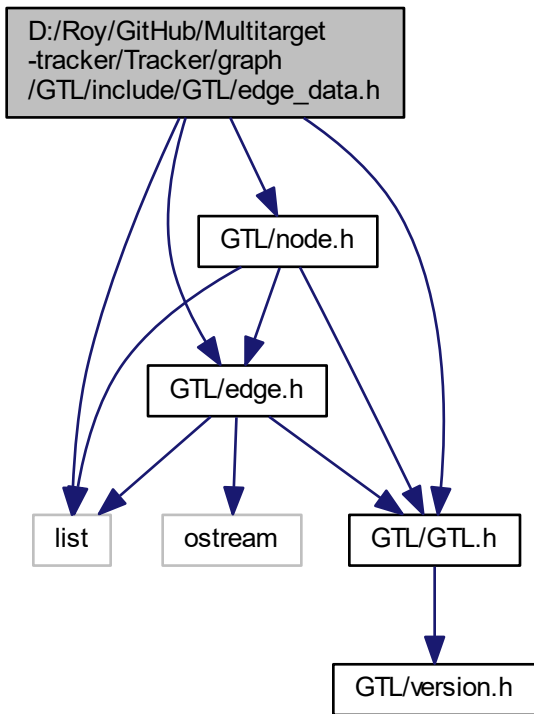 D:/Roy/GitHub/Multitarget
-tracker/Tracker/graph
/GTL/include/GTL/edge_data.h
GTL/node.h
GTL/edge.h
list
ostream
GTL/GTL.h
GTL/version.h